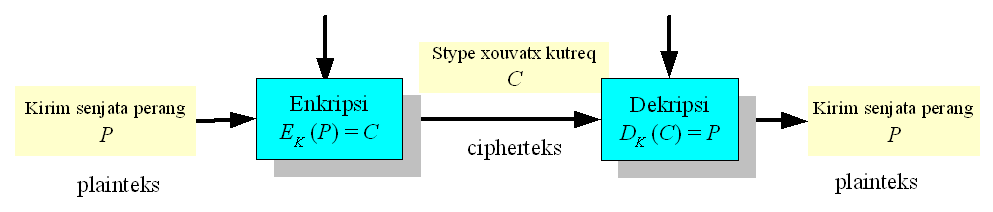 Kirim senjata perang
P
plainteks
Enkripsi
E_K (P) = C
Stype xouvatx kutreq
C
cipherteks
Dekripsi
D_K (C) = P
Kirim senjata perang
P
plainteks